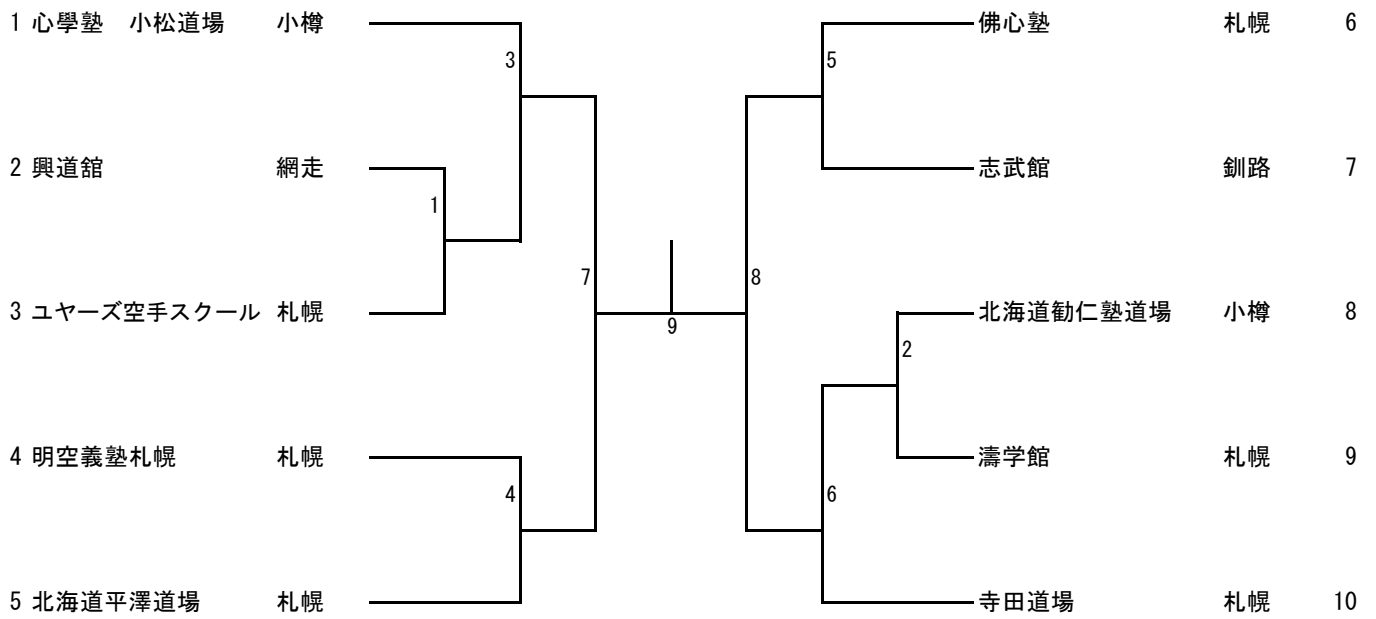 1 心學塾　小松道場 小樽
3
2 興道舘 網走
1
3 ユヤーズ空手スクール 札幌
7
4 明空義塾札幌 札幌
4
5 北海道平澤道場 札幌
9
佛心塾 札幌 6
5
志武館 釧路 7
8
北海道勧仁塾道場 小樽 8
2
濤学館 札幌 9
6
寺田道場 札幌 10